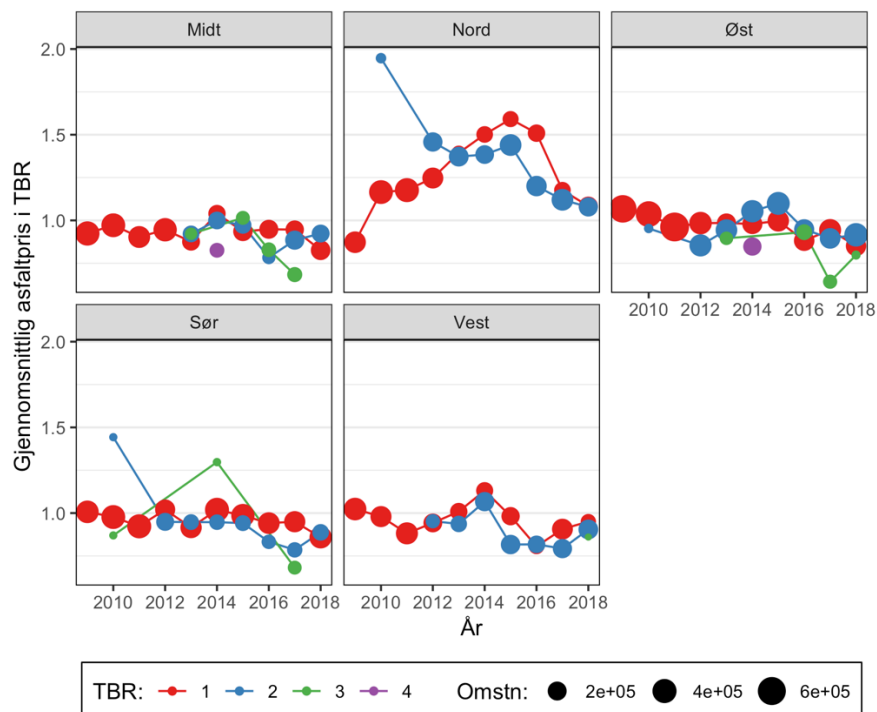 Midt Nord Øst
2.0
1.5
1.0
2010 2012 2014 2016 2018
Sør Vest
2.0
1.5
1.0
2010 2012 2014 2016 2018 2010 2012 2014 2016 2018
Gjennomsnittlig asfaltpris i TBR
År
TBR: 1 2 3 4 Omstn: 2e+05 4e+05 6e+05